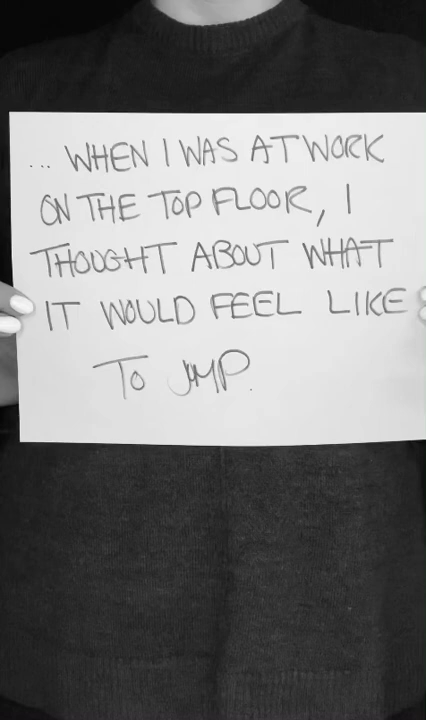 ... WHEN I WAS AT WORK
ON THE TOP FLOOR, I
THOUGHT ABOUT WHAT
IT WOULD FEEL LIKE
TO JUMP.